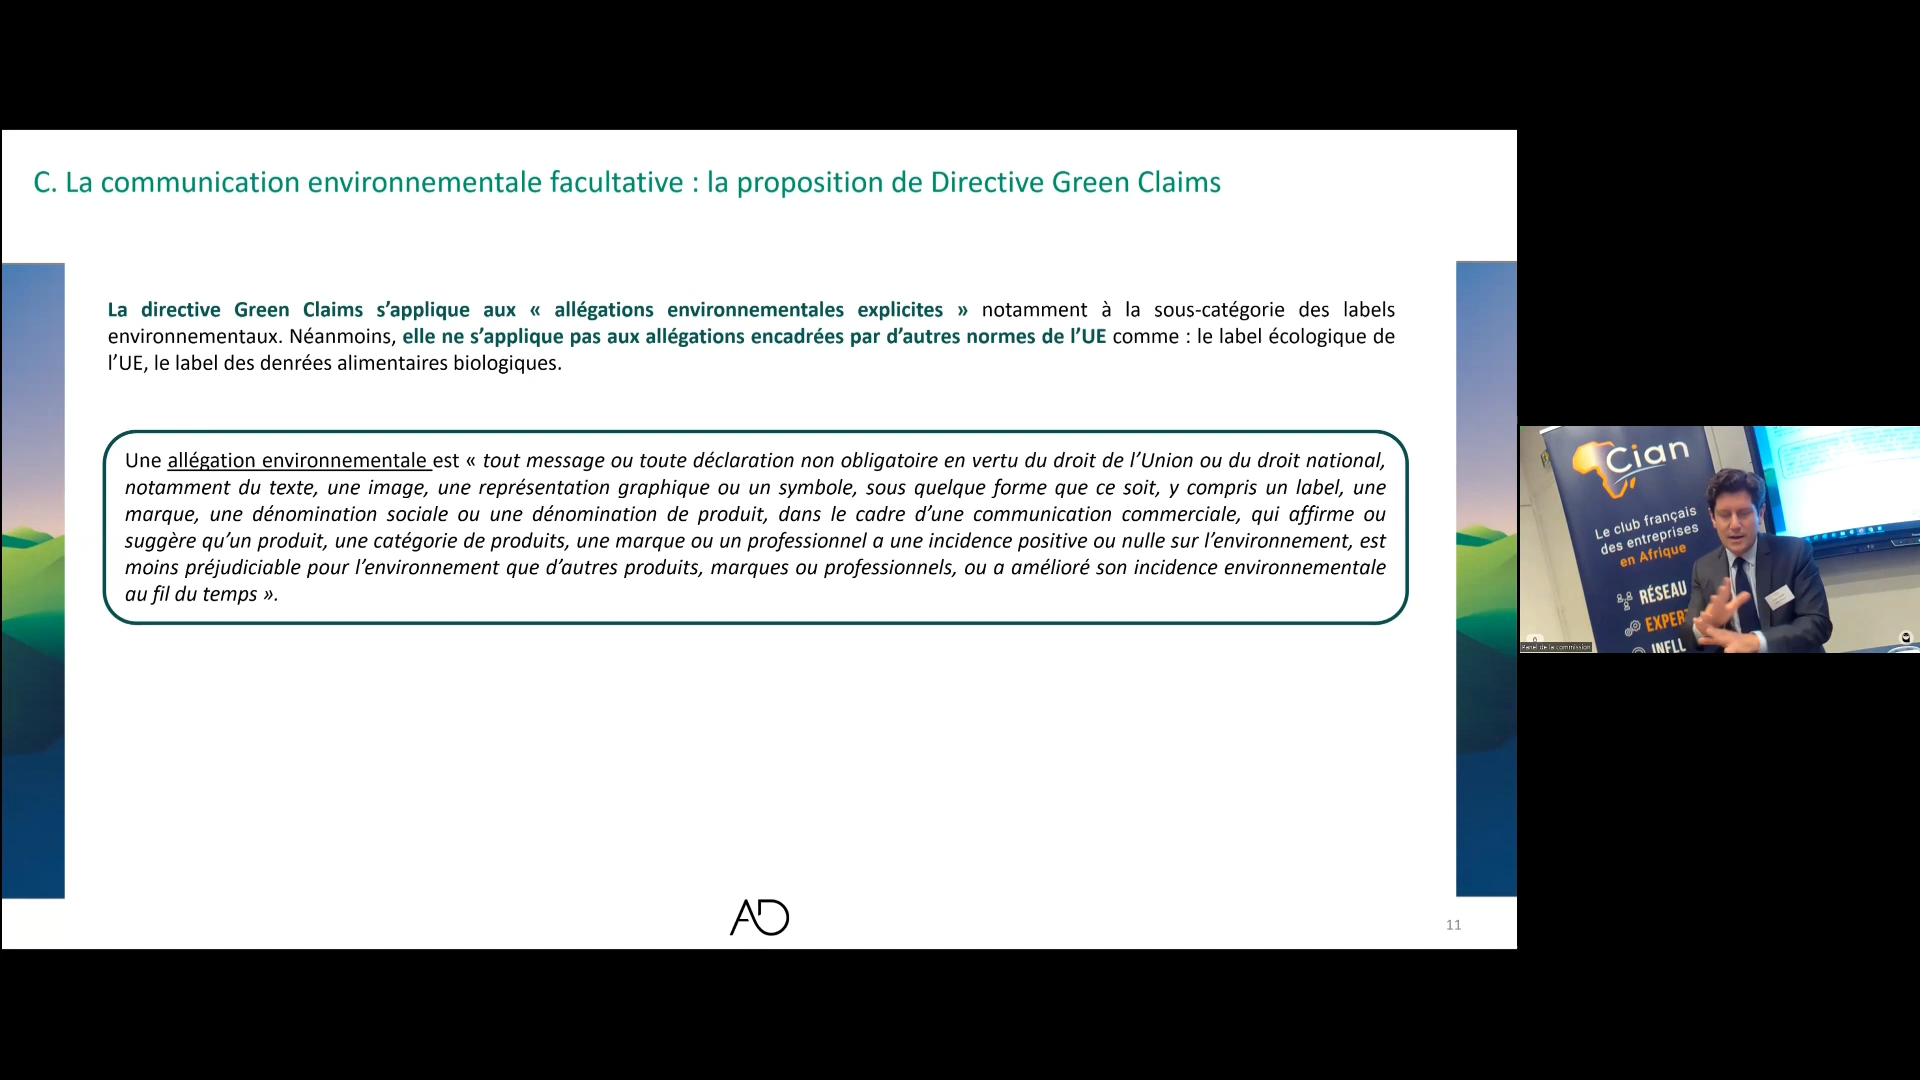 C. La communication environnementale facultative : la proposition de Directive Green Claims
La directive Green Claims s’applique aux « allégations environnementales explicites » notamment à la sous-catégorie des labels
environnementaux. Néanmoins, elle ne s’applique pas aux allégations encadrées par d’autres normes de l’UE comme : le label écologique de
l’UE, le label des denrées alimentaires biologiques.
Une allégation environnementale est « tout message ou toute déclaration non obligatoire en vertu du droit de l’Union ou du droit national,
notamment du texte, une image, une représentation graphique ou un symbole, sous quelque forme que ce soit, y compris un label, une
marque, une dénomination sociale ou une dénomination de produit, dans le cadre d’une communication commerciale, qui affirme ou
suggère qu’un produit, une catégorie de produits, une marque ou un professionnel a une incidence positive ou nulle sur l’environnement, est
moins préjudiciable pour l’environnement que d’autres produits, marques ou professionnels, ou a amélioré son incidence environnementale
au fil du temps ».
AD
11
Cian
Le club français
des entreprises
en Afrique
RÉSEAU
EXPER
INFL
Panel de la commission